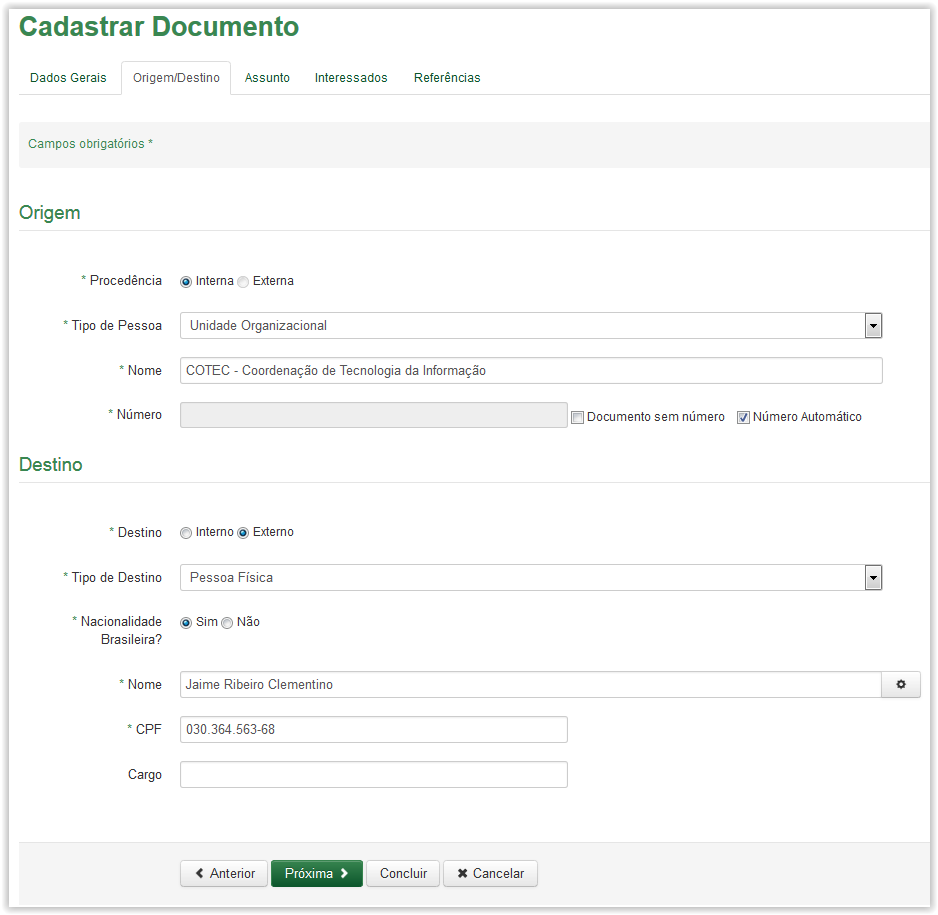 Cadastrar Documento
Dados Gerais Origem/Destino Assunto Interessados Referências
Campos obrigatórios *
Origem
* Procedência Interna Externa
* Tipo de Pessoa Unidade Organizacional
* Nome COTEC - Coordenação de Tecnologia da Informação
* Número Documento sem número Número Automático
Destino
* Destino Interno Externo
* Tipo de Destino Pessoa Física
* Nacionalidade
Brasileira? Sim Não
* Nome Jaime Ribeiro Clementino
* CPF 030.364.563-68
Cargo
Anterior Próxima Concluir Cancelar